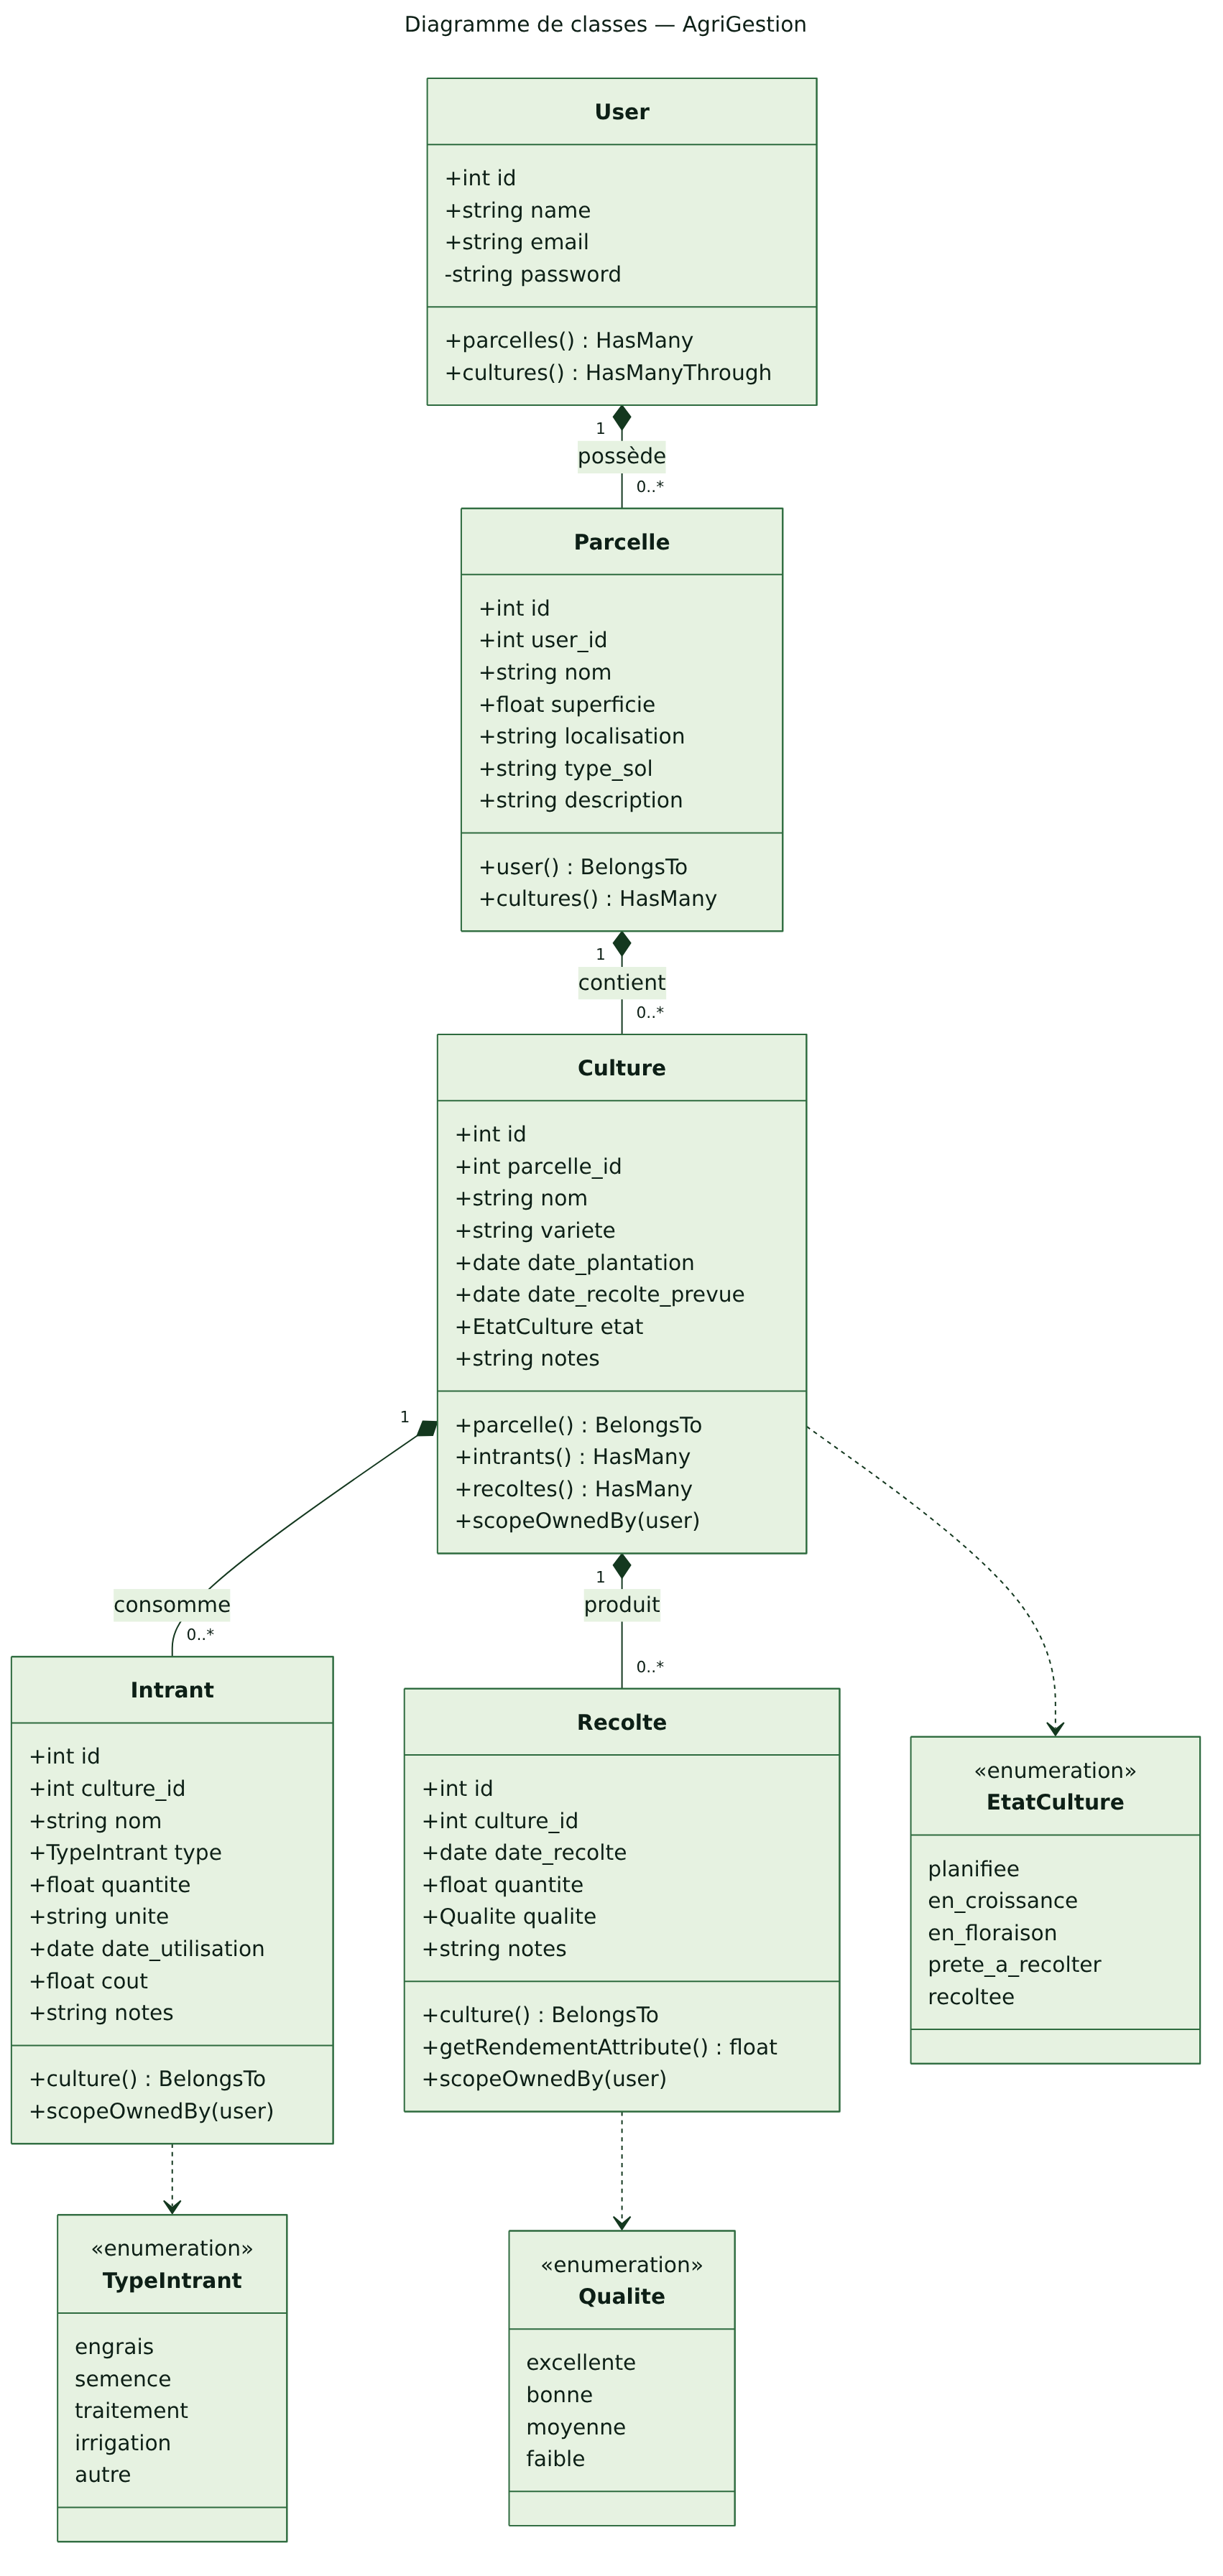 Diagramme de classes — AgriGestion
User
+int id
+string name
+string email
-string password
+parcelles() : HasMany
+cultures() : HasManyThrough
1
possède
0..*
Parcelle
+int id
+int user_id
+string nom
+float superficie
+string localisation
+string type_sol
+string description
+user() : BelongsTo
+cultures() : HasMany
1
contient
0..*
Culture
+int id
+int parcelle_id
+string nom
+string variete
+date date_plantation
+date date_recolte_prevue
+EtatCulture etat
+string notes
+parcelle() : BelongsTo
+intrants() : HasMany
+recoltes() : HasMany
+scopeOwnedBy(user)
1
consomme
0..*
1
produit
0..*
Intrant
+int id
+int culture_id
+string nom
+TypeIntrant type
+float quantite
+string unite
+date date_utilisation
+float cout
+string notes
+culture() : BelongsTo
+scopeOwnedBy(user)
Recolte
+int id
+int culture_id
+date date_recolte
+float quantite
+Qualite qualite
+string notes
+culture() : BelongsTo
+getRendementAttribute() : float
+scopeOwnedBy(user)
«enumeration»
EtatCulture
planifiee
en_croissance
en_floraison
prete_a_recolter
recoltee
«enumeration»
TypeIntrant
engrais
semence
traitement
irrigation
autre
«enumeration»
Qualite
excellente
bonne
moyenne
faible